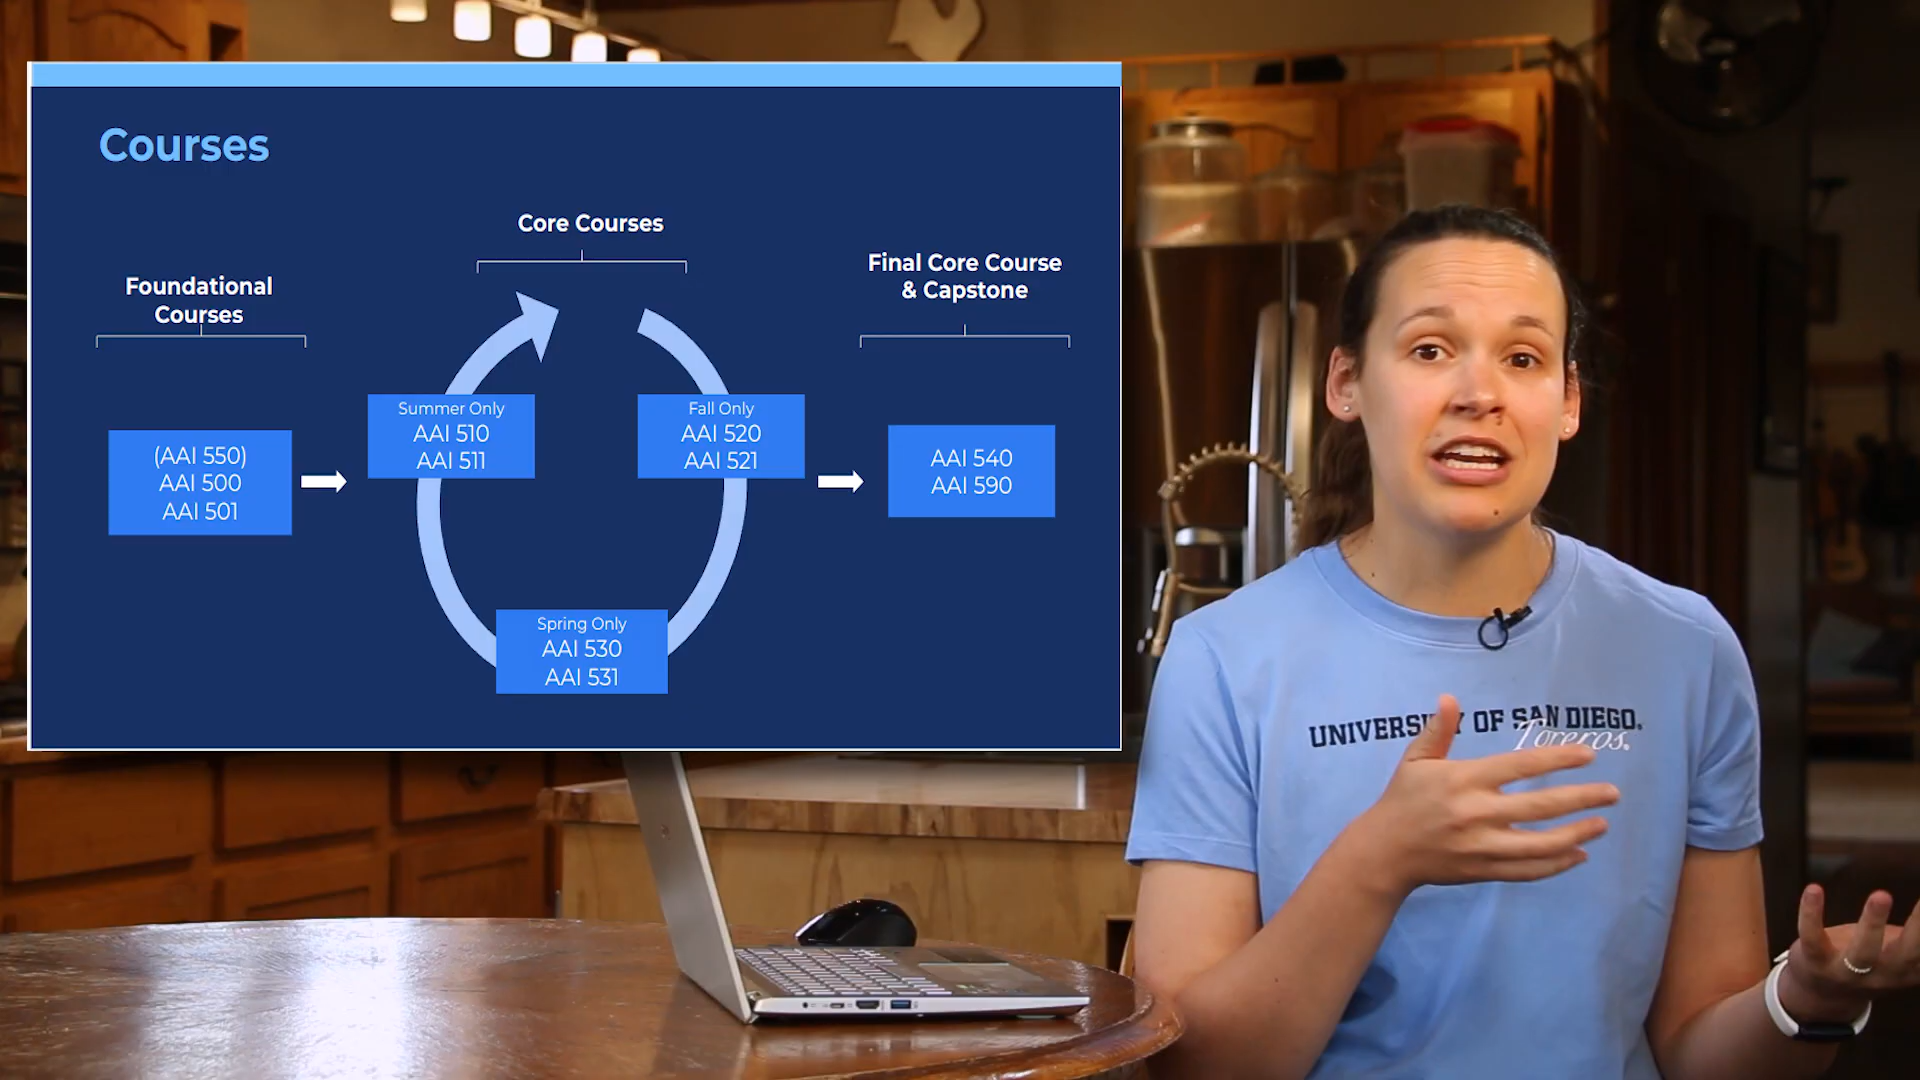 Courses
Core Courses
Foundational
Courses
Final Core Course
& Capstone
Summer Only
AAI 510
AAI 511
Fall Only
AAI 520
AAI 521
(AAI 550)
AAI 500
AAI 501
AAI 540
AAI 590
Spring Only
AAI 530
AAI 531
UNIVERSITY OF SAN DIEGO.
Toreros.